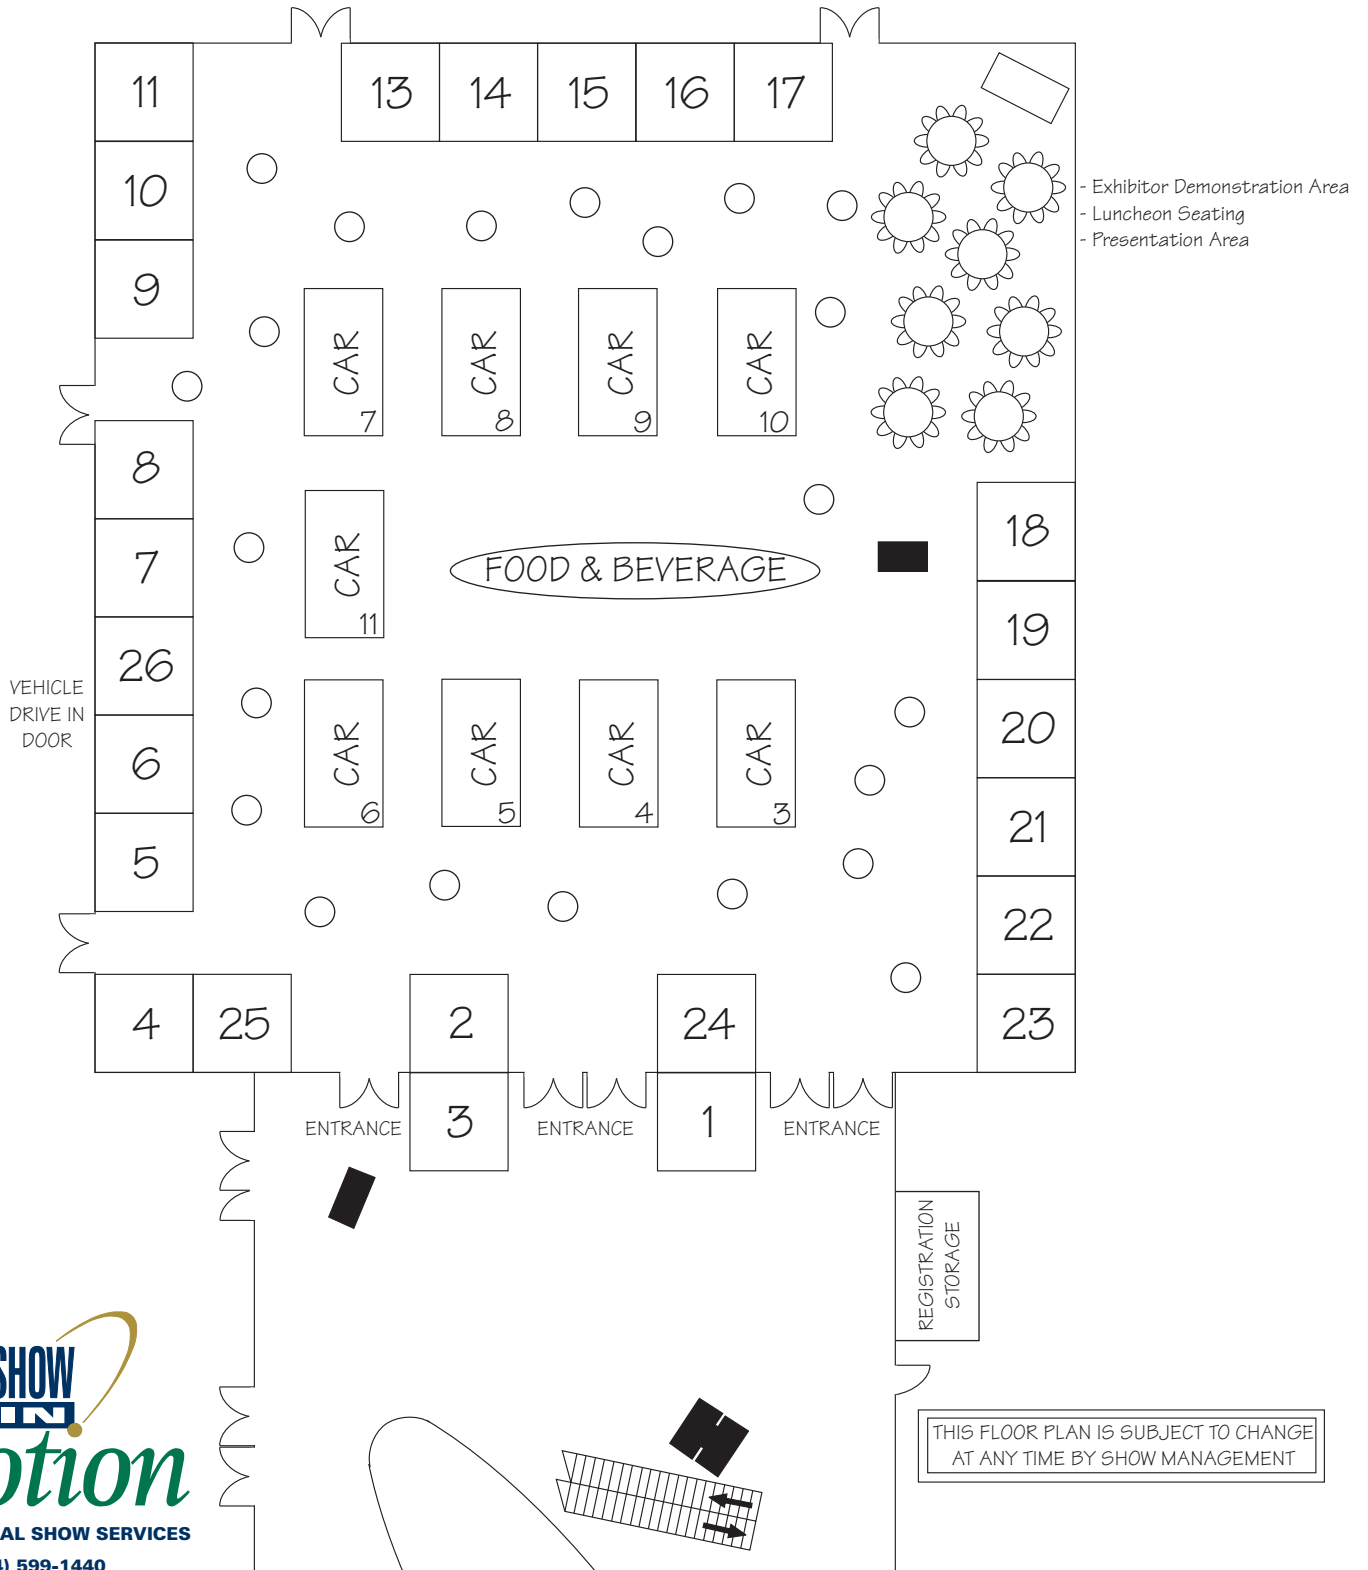 11
13
14
15
16
17
10
- Exhibitor Demonstration Area
- Luncheon Seating
- Presentation Area
9
CAR
7
CAR
8
CAR
9
CAR
10
8
7
CAR
11
FOOD & BEVERAGE
18
19
26
VEHICLE
DRIVE IN
DOOR
6
5
CAR
6
CAR
5
CAR
4
CAR
3
20
21
22
4
25
2
24
23
ENTRANCE
3
ENTRANCE
1
ENTRANCE
REGISTRATION
STORAGE
SHOW
IN
otion
AL SHOW SERVICES
) 599-1440
THIS FLOOR PLAN IS SUBJECT TO CHANGE
AT ANY TIME BY SHOW MANAGEMENT